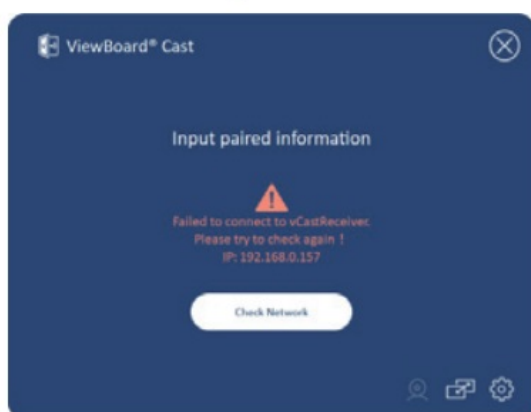 ViewBoard® Cast
Input paired information
Failed to connect to vCastReceiver.
Please try to check again !
IP: 192.168.0.157
Check Network